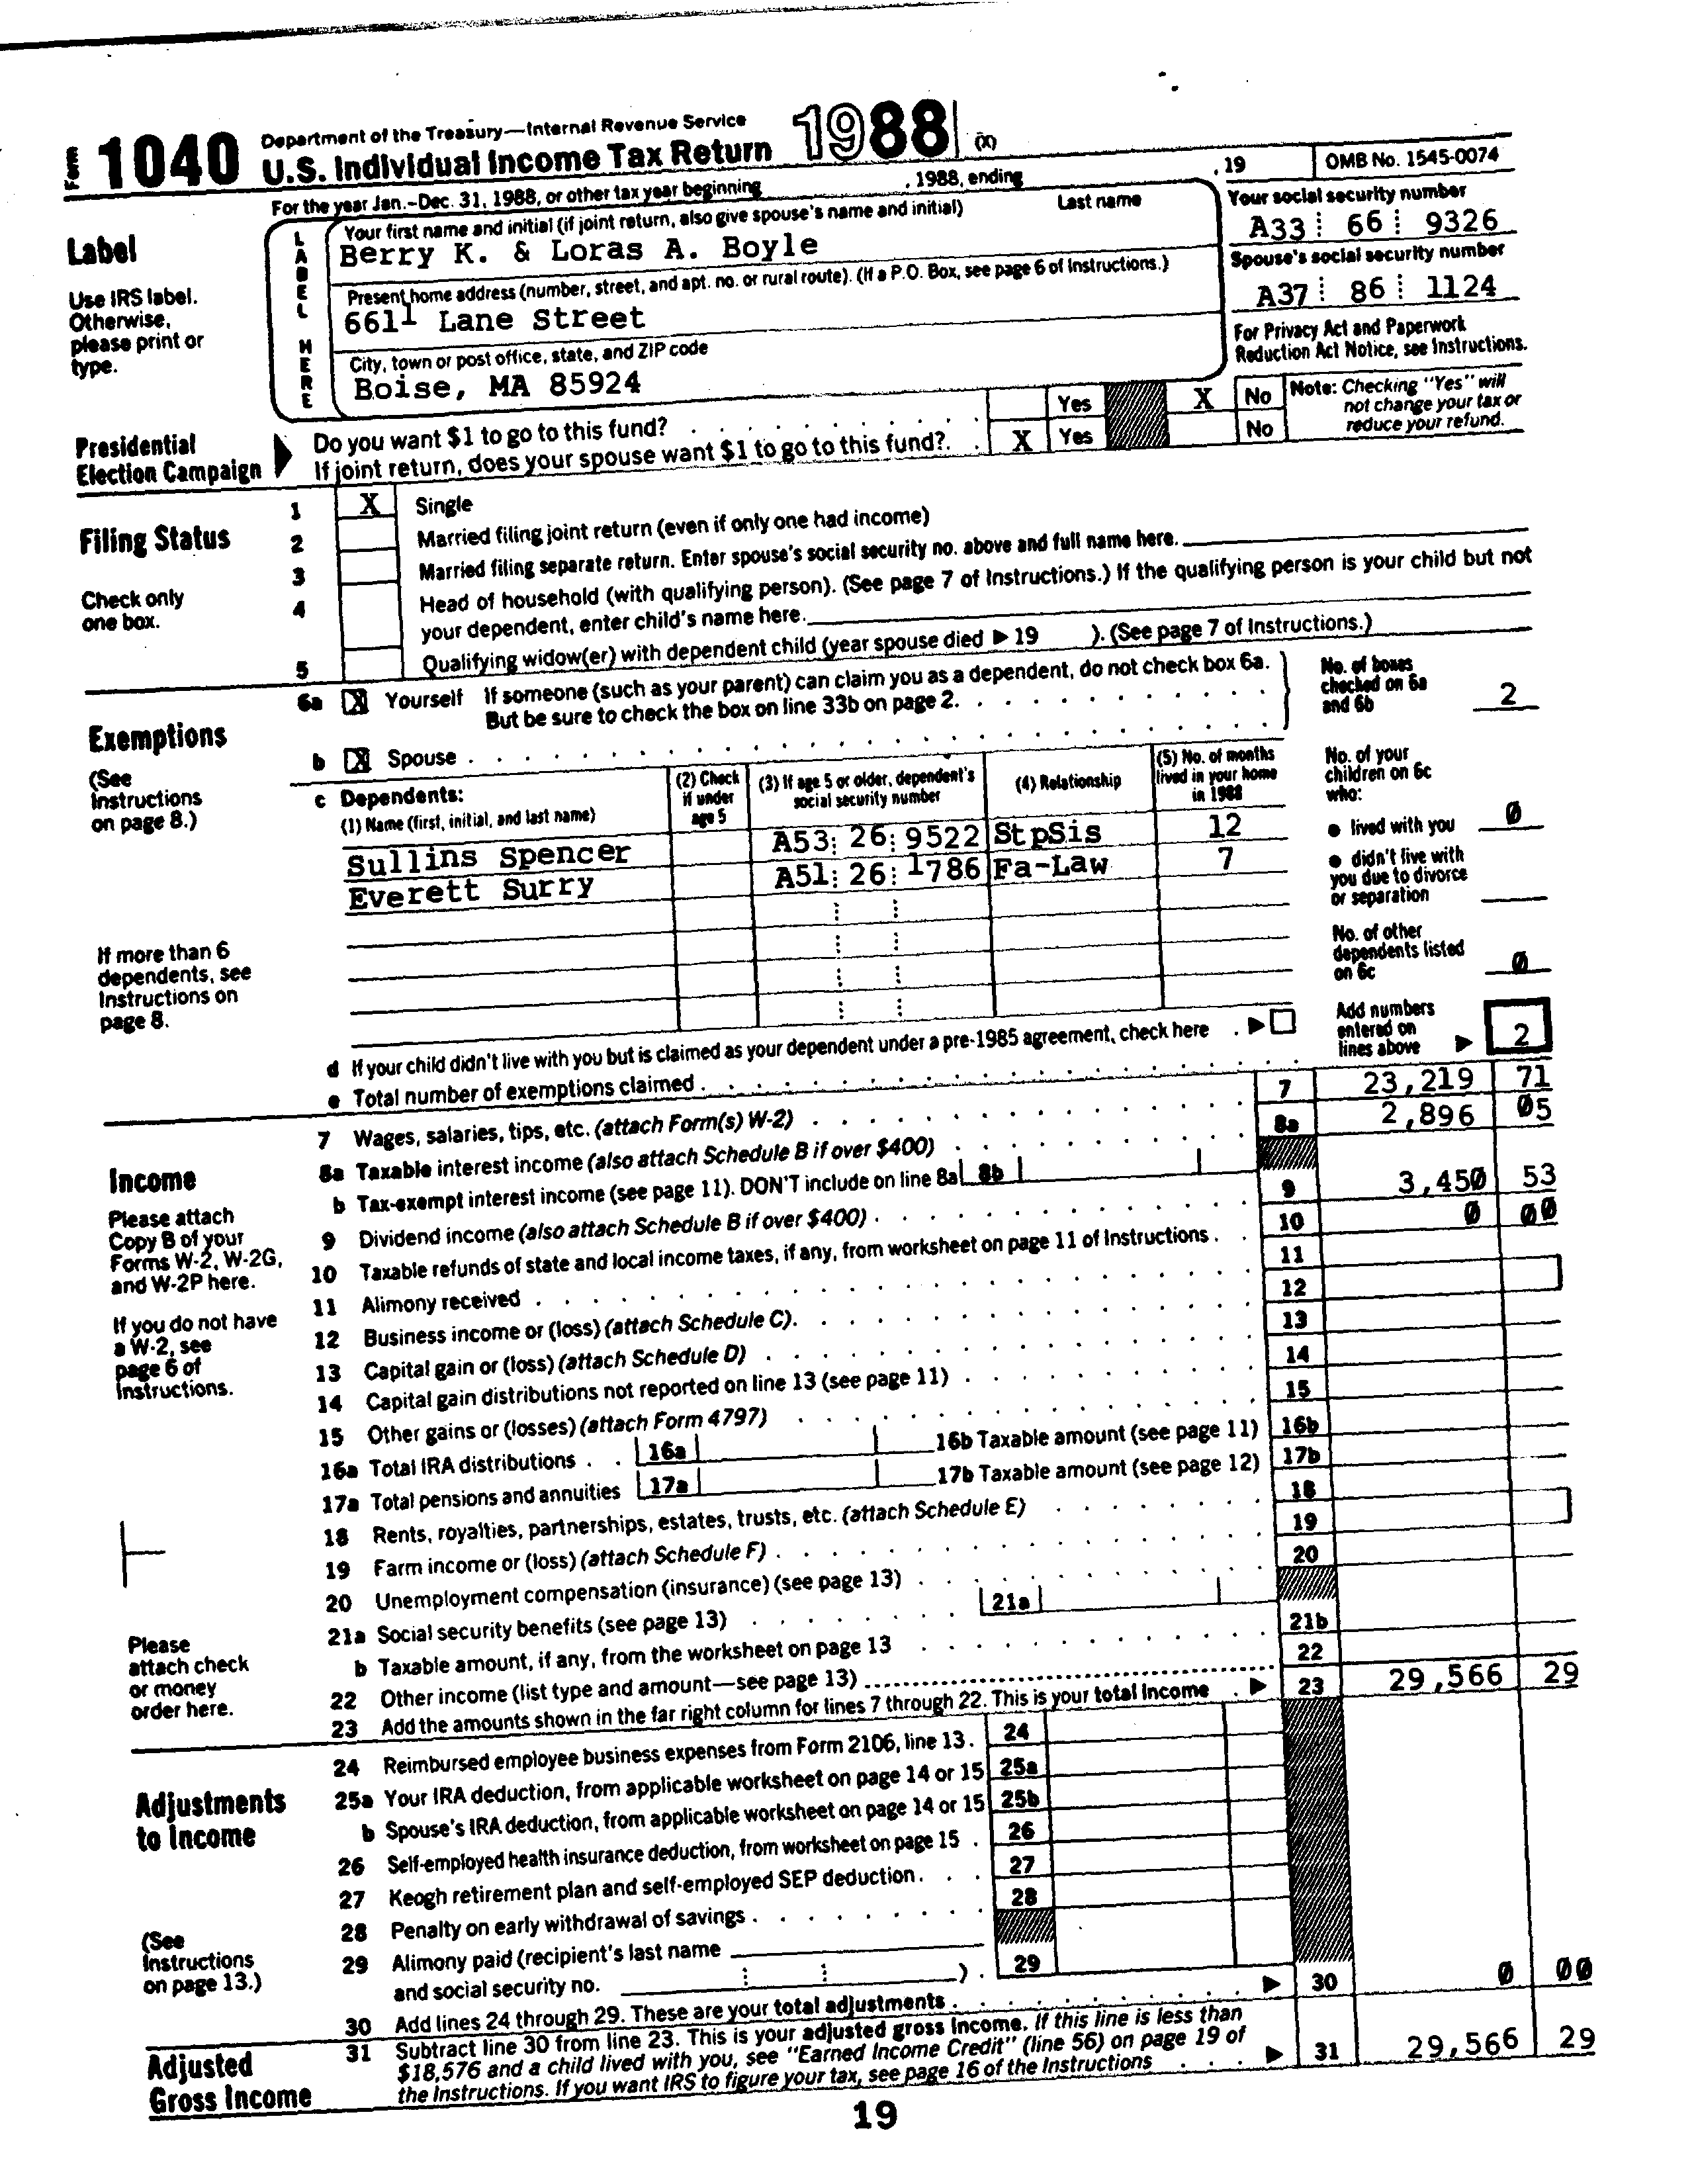 Form 1040 Department of the Treasury—Internal Revenue Service
U.S. Individual Income Tax Return 1988 (X)
For the year Jan.–Dec. 31, 1988, or other tax year beginning , 1988, ending , 19 OMB No. 1545-0074
Label
Use IRS label.
Otherwise,
please print or
type.
LABEL HERE
Your first name and initial (if joint return, also give spouse's name and initial) Last name
Berry K. & Loras A. Boyle
Your social security number
A33 66 9326
Present home address (number, street, and apt. no. or rural route). (If a P.O. Box, see page 6 of Instructions.)
6611 Lane Street
Spouse's social security number
A37 86 1124
City, town or post office, state, and ZIP code
Boise, MA 85924
For Privacy Act and Paperwork
Reduction Act Notice, see Instructions.
Presidential
Election Campaign
Do you want $1 to go to this fund? Yes X No
If joint return, does your spouse want $1 to go to this fund? X Yes No
Note: Checking "Yes" will
not change your tax or
reduce your refund.
Filing Status
Check only
one box.
1 X Single
2 Married filing joint return (even if only one had income)
3 Married filing separate return. Enter spouse's social security no. above and full name here.
4 Head of household (with qualifying person). (See page 7 of Instructions.) If the qualifying person is your child but not
your dependent, enter child's name here.
5 Qualifying widow(er) with dependent child (year spouse died ▶ 19 ). (See page 7 of Instructions.)
Exemptions
(See
Instructions
on page 8.)
6a X Yourself If someone (such as your parent) can claim you as a dependent, do not check box 6a.
But be sure to check the box on line 33b on page 2.
b X Spouse
No. of boxes
checked on 6a
and 6b 2
c Dependents:
(1) Name (first, initial, and last name)
(2) Check
if under
age 5
(3) If age 5 or older, dependent's
social security number
(4) Relationship
(5) No. of months
lived in your home
in 1988
Sullins Spencer A53 26 9522 StpSis 12
Everett Surry A51 26 1786 Fa-Law 7
No. of your
children on 6c
who:
● lived with you 0
● didn't live with
you due to divorce
or separation
No. of other
dependents listed
on 6c 0
If more than 6
dependents, see
Instructions on
page 8.
d If your child didn't live with you but is claimed as your dependent under a pre-1985 agreement, check here ▶
e Total number of exemptions claimed
Add numbers
entered on
lines above ▶ 2
Income
Please attach
Copy B of your
Forms W-2, W-2G,
and W-2P here.
If you do not have
a W-2, see
page 6 of
Instructions.
7 Wages, salaries, tips, etc. (attach Form(s) W-2) 7 23,219 71
8a Taxable interest income (also attach Schedule B if over $400) 8a 2,896 05
b Tax-exempt interest income (see page 11). DON'T include on line 8a 8b
9 Dividend income (also attach Schedule B if over $400) 9 3,450 53
10 Taxable refunds of state and local income taxes, if any, from worksheet on page 11 of Instructions 10 0 00
11 Alimony received 11
12 Business income or (loss) (attach Schedule C) 12
13 Capital gain or (loss) (attach Schedule D) 13
14 Capital gain distributions not reported on line 13 (see page 11) 14
15 Other gains or (losses) (attach Form 4797) 15
16a Total IRA distributions 16a 16b Taxable amount (see page 11) 16b
17a Total pensions and annuities 17a 17b Taxable amount (see page 12) 17b
18 Rents, royalties, partnerships, estates, trusts, etc. (attach Schedule E) 18
19 Farm income or (loss) (attach Schedule F) 19
20 Unemployment compensation (insurance) (see page 13) 20
21a Social security benefits (see page 13) 21a
b Taxable amount, if any, from the worksheet on page 13 21b
22 Other income (list type and amount—see page 13) 22
23 Add the amounts shown in the far right column for lines 7 through 22. This is your total income ▶ 23 29,566 29
Please
attach check
or money
order here.
Adjustments
to Income
(See
Instructions
on page 13.)
24 Reimbursed employee business expenses from Form 2106, line 13 24
25a Your IRA deduction, from applicable worksheet on page 14 or 15 25a
b Spouse's IRA deduction, from applicable worksheet on page 14 or 15 25b
26 Self-employed health insurance deduction, from worksheet on page 15 26
27 Keogh retirement plan and self-employed SEP deduction 27
28 Penalty on early withdrawal of savings 28
29 Alimony paid (recipient's last name
and social security no. ) 29
30 Add lines 24 through 29. These are your total adjustments ▶ 30 0 00
Adjusted
Gross Income
31 Subtract line 30 from line 23. This is your adjusted gross income. If this line is less than
$18,576 and a child lived with you, see "Earned Income Credit" (line 56) on page 19 of
the Instructions. If you want IRS to figure your tax, see page 16 of the Instructions ▶ 31 29,566 29
19